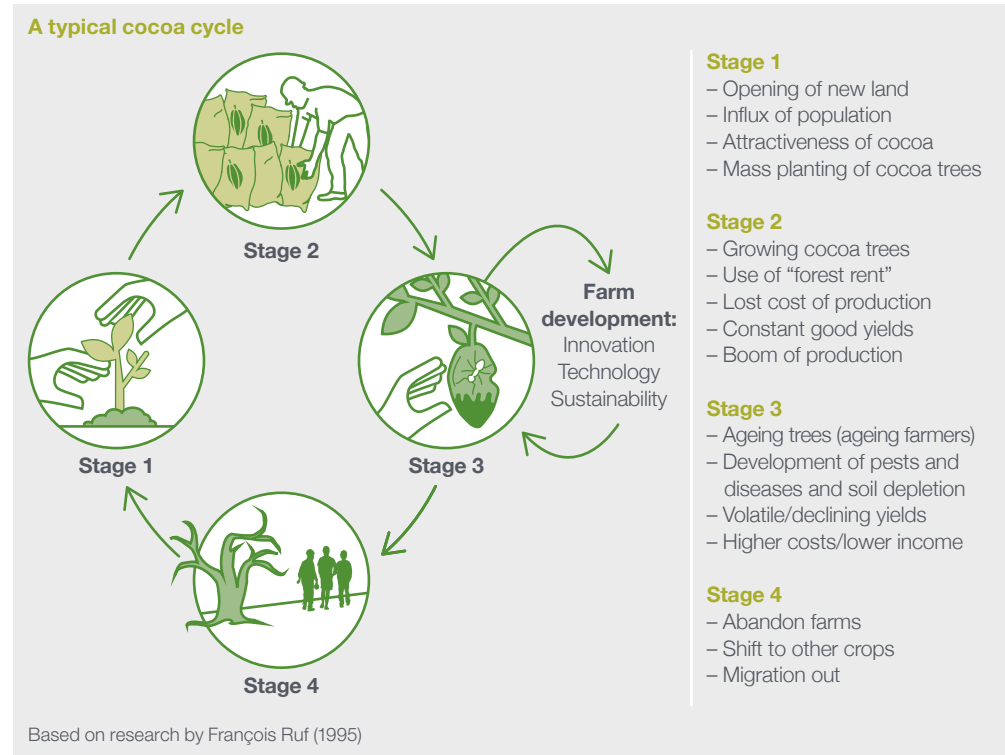 A typical cocoa cycle
Stage 2
Stage 1
Stage 3
Farm
development:
Innovation
Technology
Sustainability
Stage 4
Stage 1
– Opening of new land
– Influx of population
– Attractiveness of cocoa
– Mass planting of cocoa trees
Stage 2
– Growing cocoa trees
– Use of “forest rent”
– Lost cost of production
– Constant good yields
– Boom of production
Stage 3
– Ageing trees (ageing farmers)
– Development of pests and
diseases and soil depletion
– Volatile/declining yields
– Higher costs/lower income
Stage 4
– Abandon farms
– Shift to other crops
– Migration out
Based on research by François Ruf (1995)